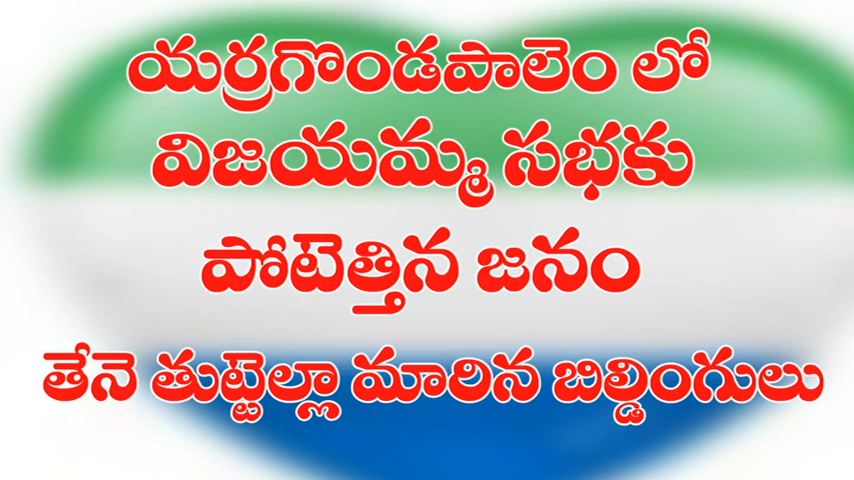 యర్రగొండపాలెం లో
విజయమ్మ సభకు
పోటెత్తిన జనం
తేనె తుట్టెల్లా మారిన బిల్డింగులు